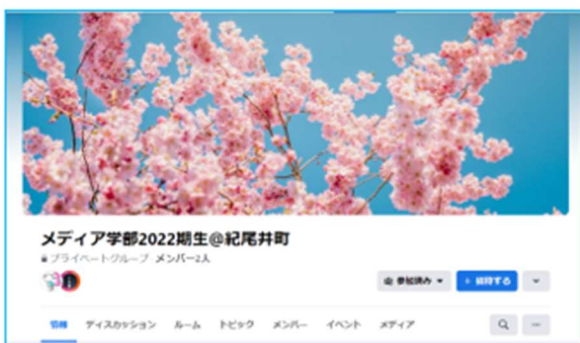 メディア学部2022期生@紀尾井町
プライベートグループ・メンバー2人
参加済み
+ 招待する
情報 ディスカッション ルーム トピック メンバー イベント メディア